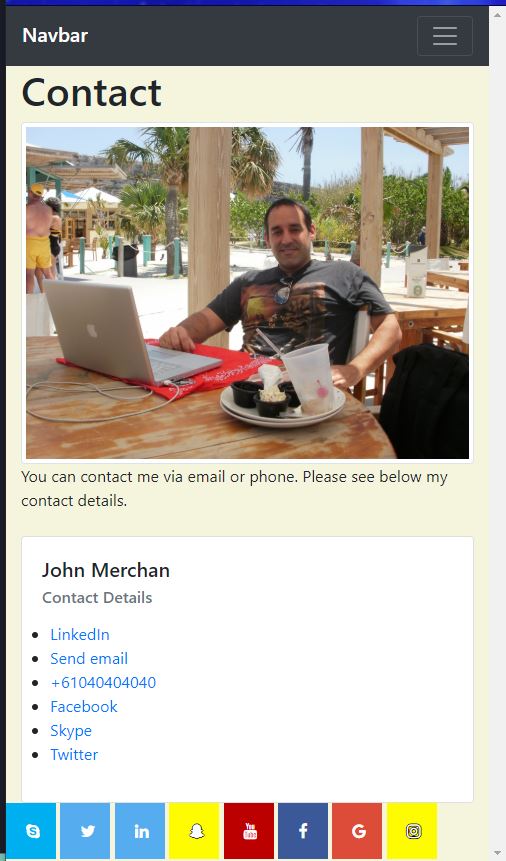 Navbar
Contact
You can contact me via email or phone. Please see below my
contact details.
John Merchan
Contact Details
LinkedIn
Send email
+61040404040
Facebook
Skype
Twitter